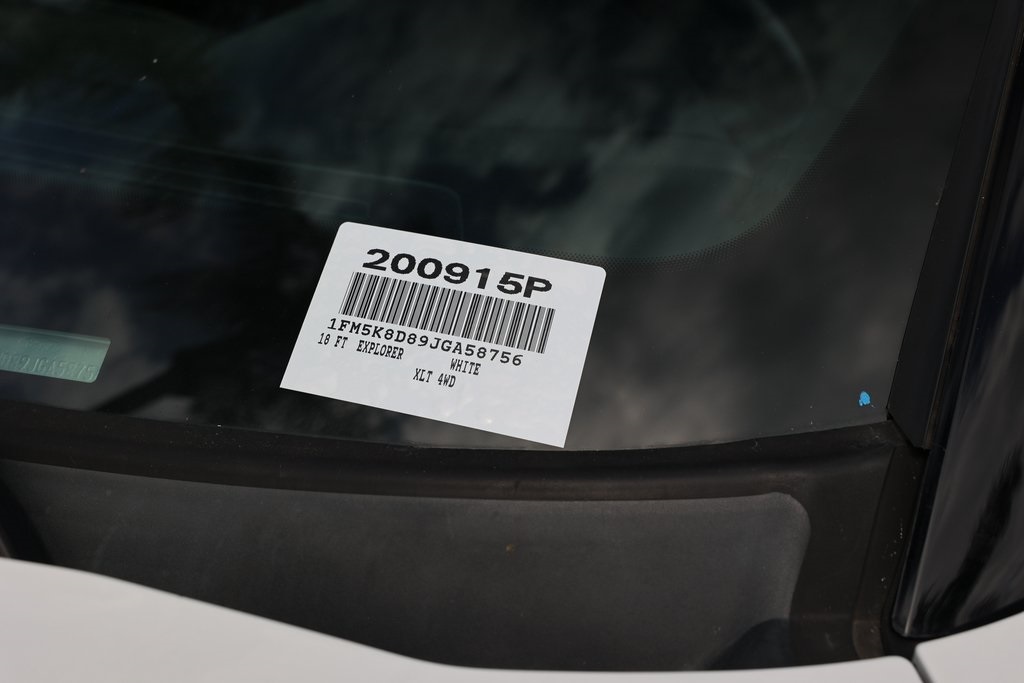 200915P
1FM5K8D89JGA58756
18 FT EXPLORER WHITE
XLT 4WD